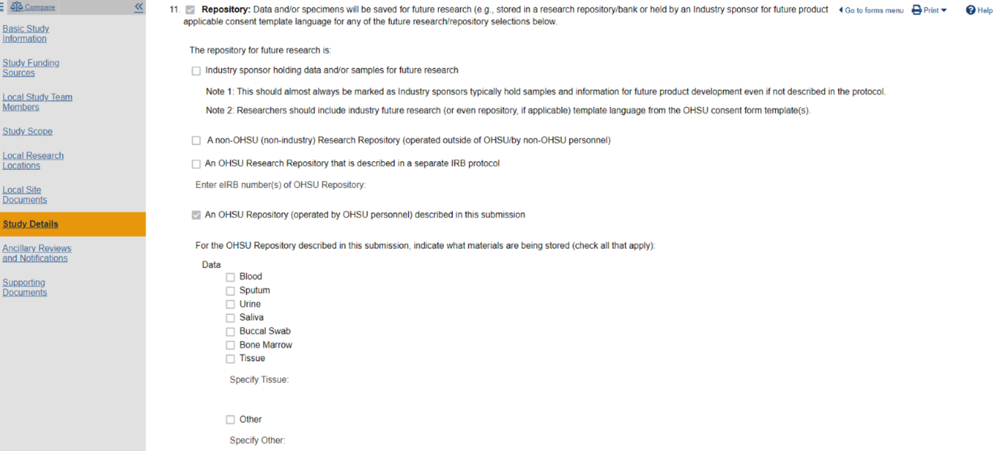 Compare
Basic Study
Information
Study Funding
Sources
Local Study Team
Members
Study Scope
Local Research
Locations
Local Site
Documents
Study Details
Ancillary Reviews
and Notifications
Supporting
Documents
Go to forms menu Print Help
11. Repository: Data and/or specimens will be saved for future research (e.g., stored in a research repository/bank or held by an Industry sponsor for future product
applicable consent template language for any of the future research/repository selections below.
The repository for future research is:
Industry sponsor holding data and/or samples for future research
Note 1: This should almost always be marked as Industry sponsors typically hold samples and information for future product development even if not described in the protocol.
Note 2: Researchers should include industry future research (or even repository, if applicable) template language from the OHSU consent form template(s).
A non-OHSU (non-industry) Research Repository (operated outside of OHSU/by non-OHSU personnel)
An OHSU Research Repository that is described in a separate IRB protocol
Enter eIRB number(s) of OHSU Repository:
An OHSU Repository (operated by OHSU personnel) described in this submission
For the OHSU Repository described in this submission, indicate what materials are being stored (check all that apply):
Data
Blood
Sputum
Urine
Saliva
Buccal Swab
Bone Marrow
Tissue
Specify Tissue:
Other
Specify Other: